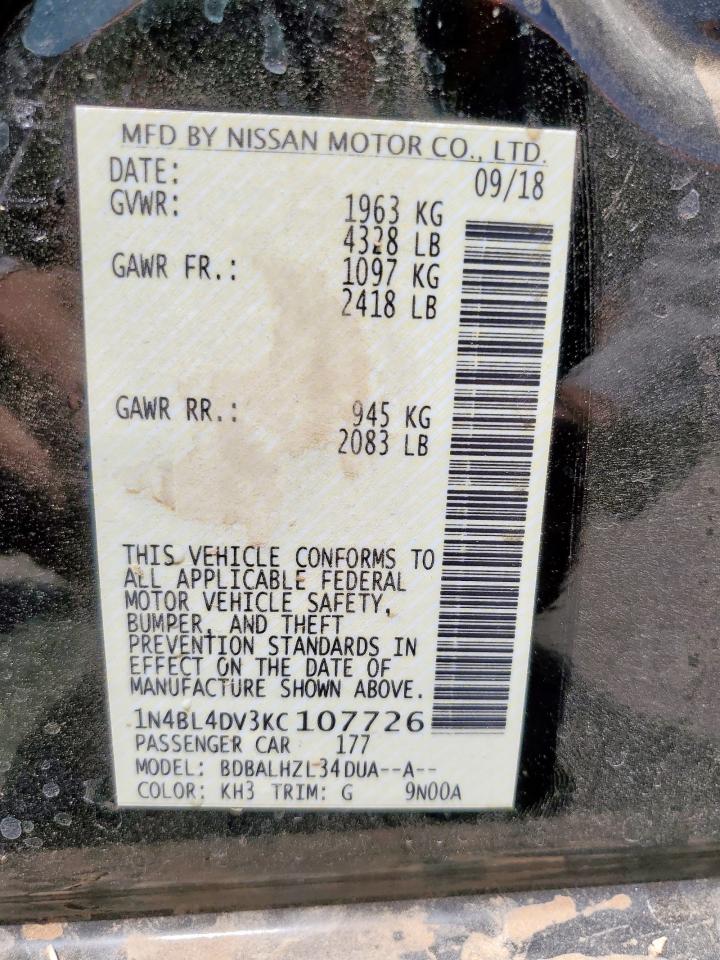 MFD BY NISSAN MOTOR CO., LTD.
DATE: 09/18
GVWR: 1963 KG
4328 LB
GAWR FR.: 1097 KG
2418 LB
GAWR RR.: 945 KG
2083 LB
THIS VEHICLE CONFORMS TO
ALL APPLICABLE FEDERAL
MOTOR VEHICLE SAFETY,
BUMPER, AND THEFT
PREVENTION STANDARDS IN
EFFECT ON THE DATE OF
MANUFACTURE SHOWN ABOVE.
1N4BL4DV3KC107726
PASSENGER CAR 177
MODEL: BDBALHZL34DUA--A--
COLOR: KH3 TRIM: G 9N00A